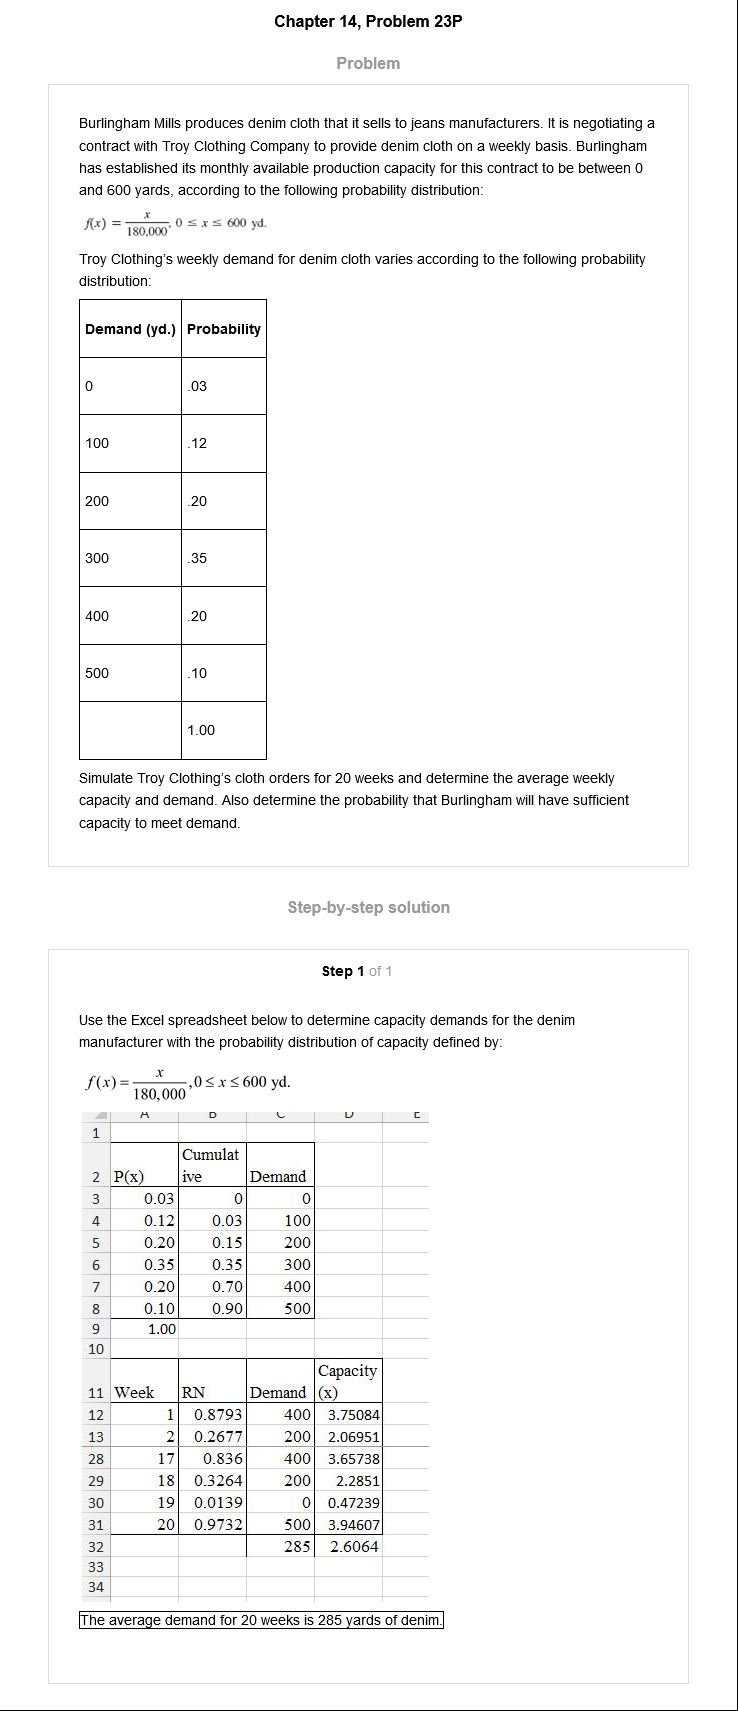 Chapter 14, Problem 23P
Problem
Burlingham Mills produces denim cloth that it sells to jeans manufacturers. It is negotiating a
contract with Troy Clothing Company to provide denim cloth on a weekly basis. Burlingham
has established its monthly available production capacity for this contract to be between 0
and 600 yards, according to the following probability distribution:
f(x) = x/180,000, 0 ≤ x ≤ 600 yd.
Troy Clothing's weekly demand for denim cloth varies according to the following probability
distribution:
Demand (yd.) Probability
0 .03
100 .12
200 .20
300 .35
400 .20
500 .10
1.00
Simulate Troy Clothing's cloth orders for 20 weeks and determine the average weekly
capacity and demand. Also determine the probability that Burlingham will have sufficient
capacity to meet demand.
Step-by-step solution
Step 1 of 1
Use the Excel spreadsheet below to determine capacity demands for the denim
manufacturer with the probability distribution of capacity defined by:
f(x) = x/180,000, 0 ≤ x ≤ 600 yd.
A B C D E
1
Cumulat
2 P(x) ive Demand
3 0.03 0 0
4 0.12 0.03 100
5 0.20 0.15 200
6 0.35 0.35 300
7 0.20 0.70 400
8 0.10 0.90 500
9 1.00
10
Capacity
11 Week RN Demand (x)
12 1 0.8793 400 3.75084
13 2 0.2677 200 2.06951
28 17 0.836 400 3.65738
29 18 0.3264 200 2.2851
30 19 0.0139 0 0.47239
31 20 0.9732 500 3.94607
32 285 2.6064
33
34
The average demand for 20 weeks is 285 yards of denim.